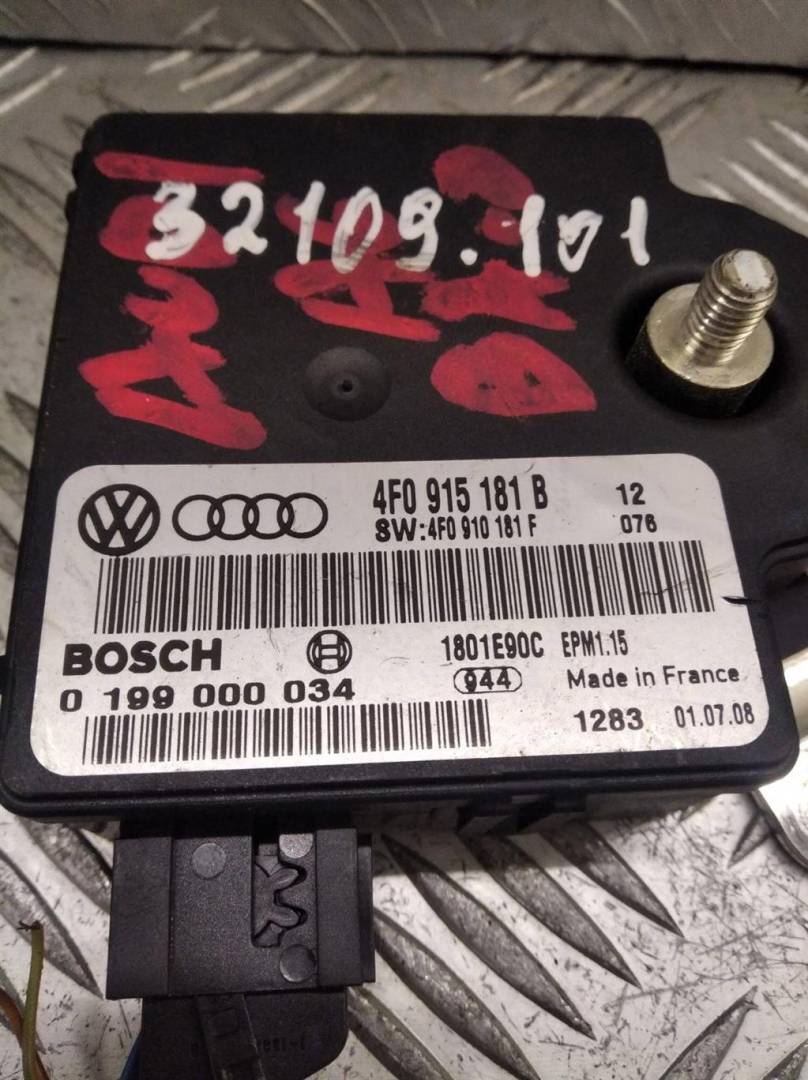 32109.101
4F0 915 181 B 12
SW:4F0 910 181 F 076
BOSCH 1801E90C EPM1.15
0 199 000 034 944 Made in France
1283 01.07.08